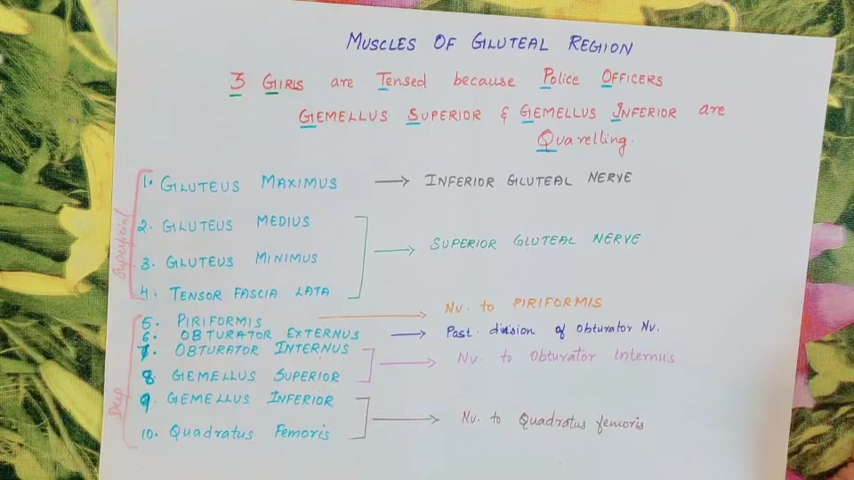 MUSCLES OF GLUTEAL REGION
3 GIRLS are Tensed because Police OFFICERS
GEMELLUS SUPERIOR & GEMELLUS INFERIOR are
Quarelling.
Superficial
1. GLUTEUS MAXIMUS → INFERIOR GLUTEAL NERVE
2. GLUTEUS MEDIUS
3. GLUTEUS MINIMUS → SUPERIOR GLUTEAL NERVE
4. TENSOR FASCIA LATA
Deep
5. PIRIFORMIS → Nv. to PIRIFORMIS
6. OBTURATOR EXTERNUS → Post. division of Obturator Nv.
7. OBTURATOR INTERNUS
8. GEMELLUS SUPERIOR → Nv. to Obturator Internus
9. GEMELLUS INFERIOR
10. Quadratus Femoris → Nv. to Quadratus femoris